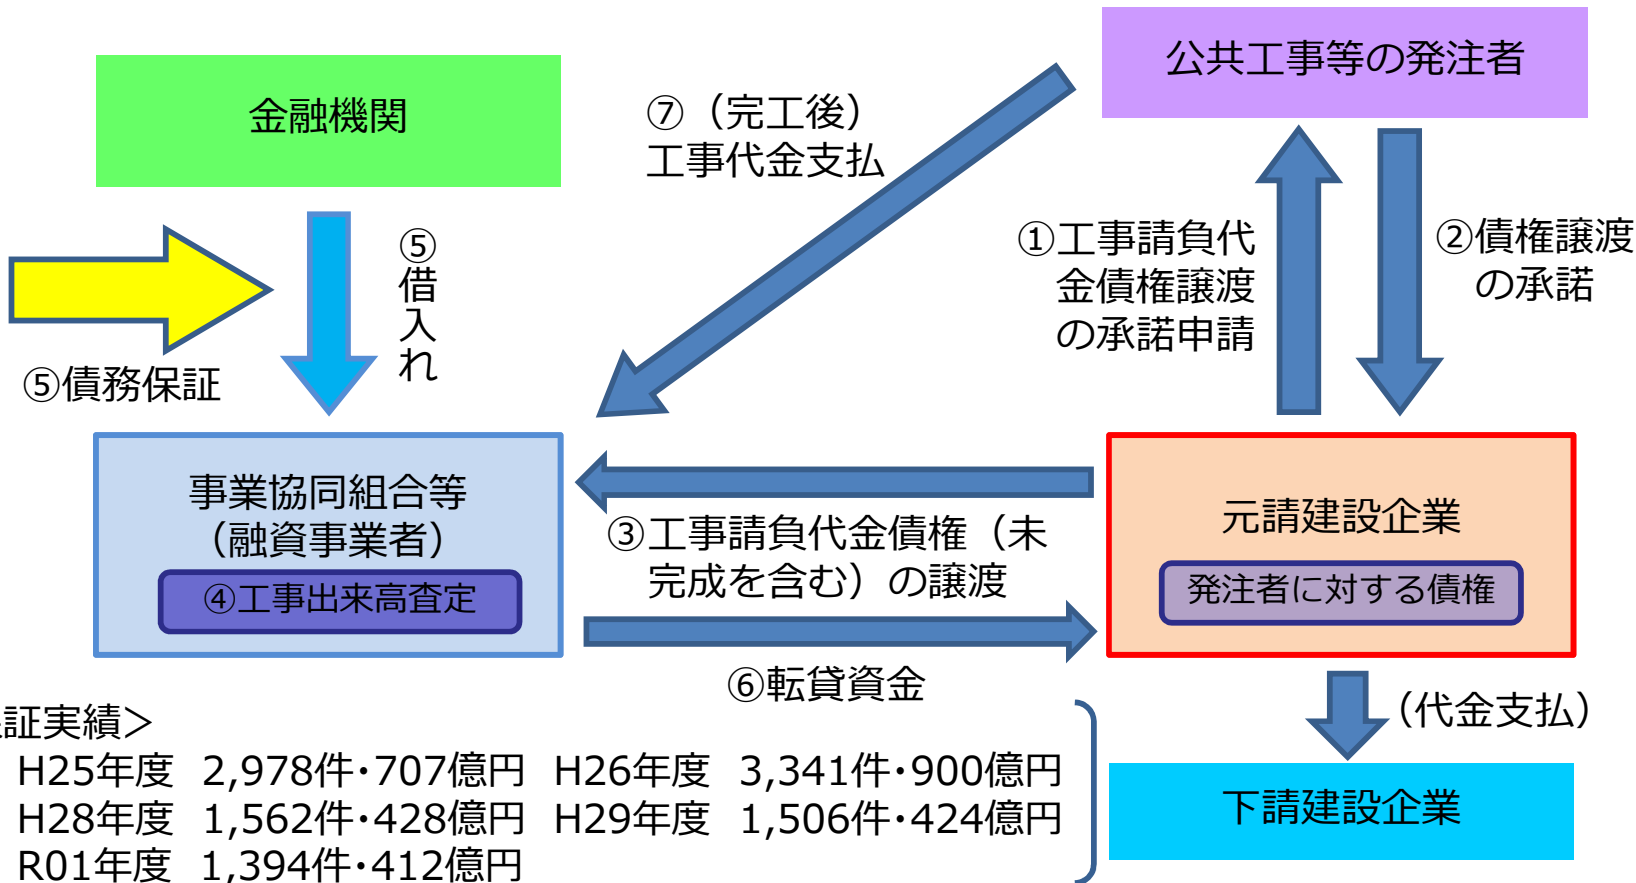 公共工事等の発注者
金融機関
⑦（完工後）
工事代金支払
①工事請負代
金債権譲渡
の承諾申請
②債権譲渡
の承諾
⑤借入れ
⑤債務保証
事業協同組合等
（融資事業者）
④工事出来高査定
③工事請負代金債権（未
完成を含む）の譲渡
元請建設企業
発注者に対する債権
⑥転貸資金
（代金支払）
証実績＞
H25年度 2,978件・707億円 H26年度 3,341件・900億円
H28年度 1,562件・428億円 H29年度 1,506件・424億円
R01年度 1,394件・412億円
下請建設企業